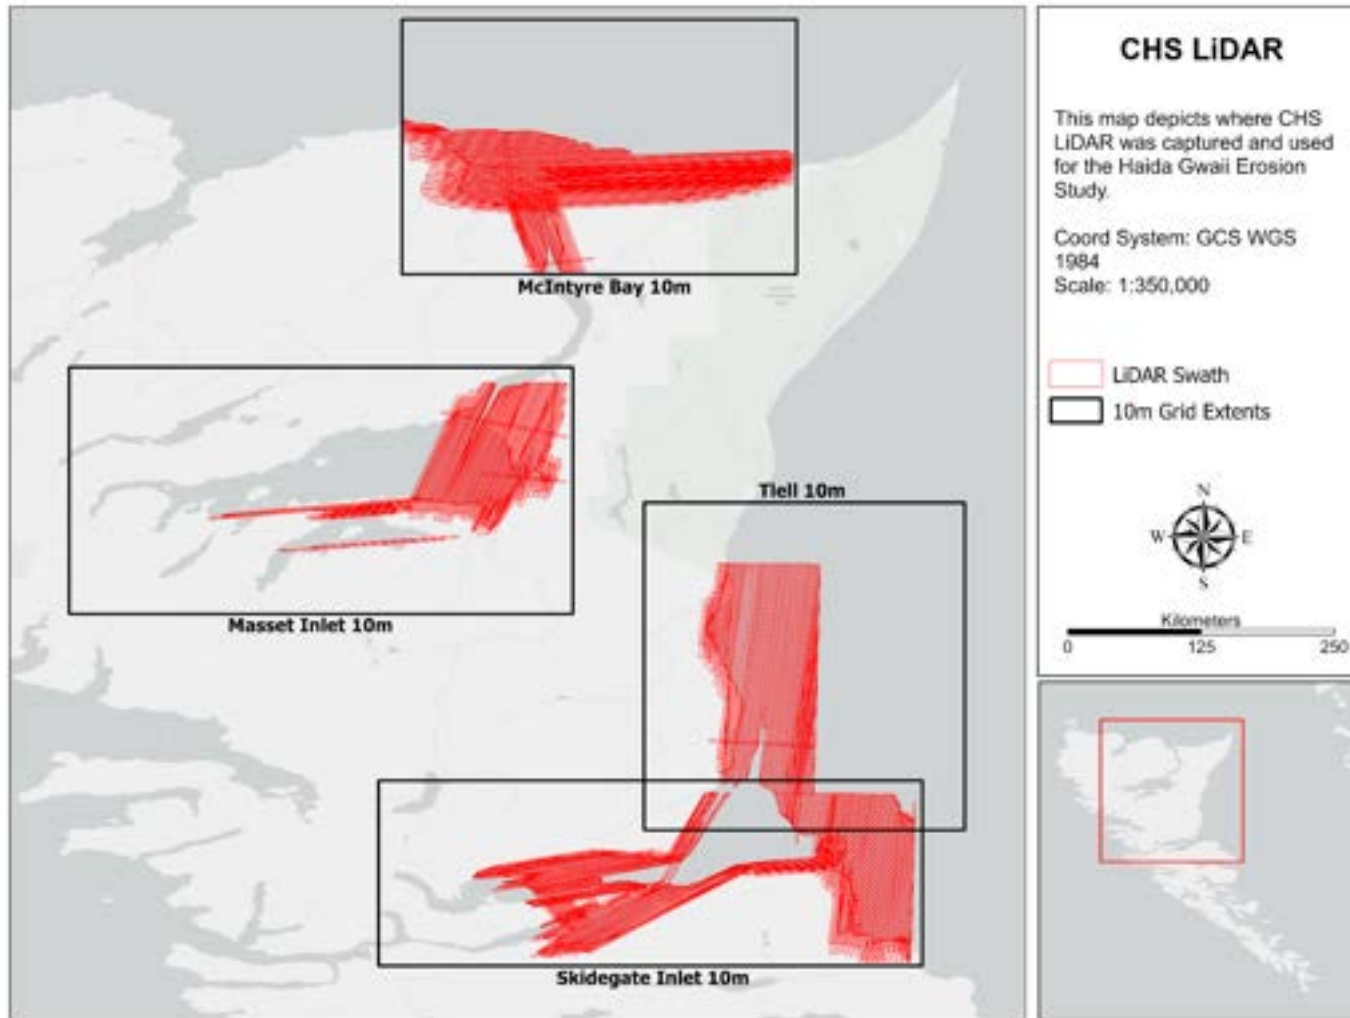 CHS LiDAR
This map depicts where CHS
LiDAR was captured and used
for the Haida Gwaii Erosion
Study.
Coord System: GCS WGS
1984
Scale: 1:350,000
LiDAR Swath
10m Grid Extents
N
W E
S
Kilometers
0 125 250
McIntyre Bay 10m
Masset Inlet 10m
Tlell 10m
Skidegate Inlet 10m